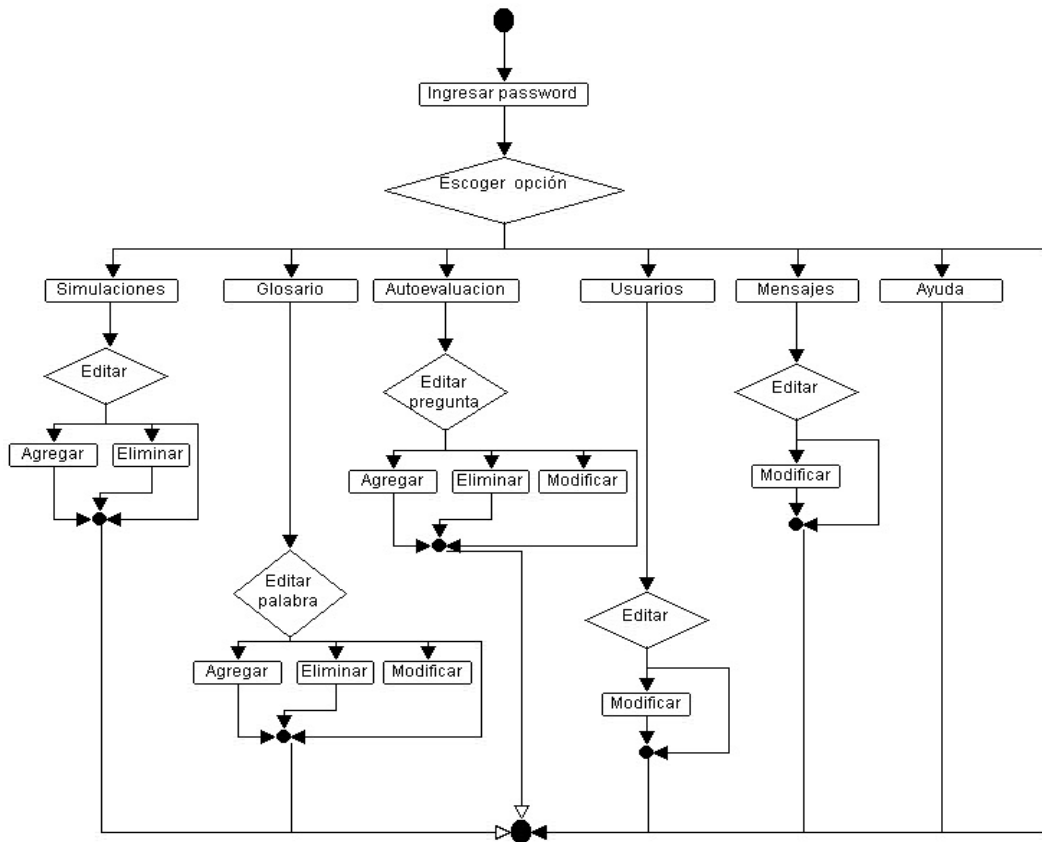 Ingresar password
Escoger opción
Simulaciones
Glosario
Autoevaluacion
Usuarios
Mensajes
Ayuda
Editar
Editar
pregunta
Editar
Agregar
Eliminar
Agregar
Eliminar
Modificar
Modificar
Editar
palabra
Editar
Agregar
Eliminar
Modificar
Modificar